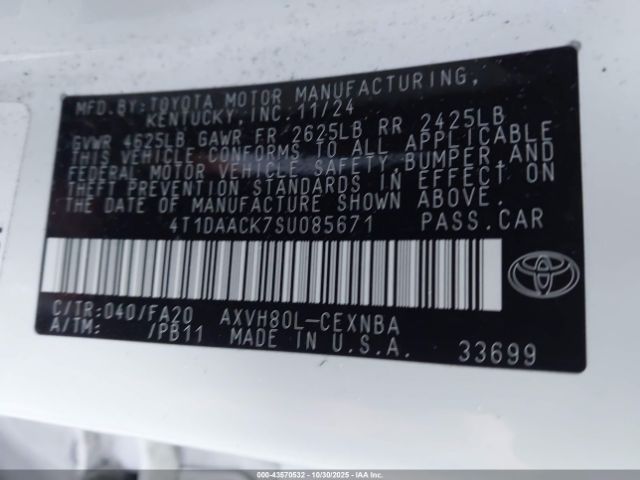 MFD.BY:TOYOTA MOTOR MANUFACTURING,
KENTUCKY, INC. 11/24
GVWR 4625LB GAWR FR 2625LB RR 2425LB
THIS VEHICLE CONFORMS TO ALL APPLICABLE
FEDERAL MOTOR VEHICLE SAFETY, BUMPER, AND
THEFT PREVENTION STANDARDS IN EFFECT ON
THE DATE OF MANUFACTURE SHOWN ABOVE.
4T1DAACK7SU085671 PASS.CAR
C/TR:040/FA20 AXVH80L-CEXNBA
A/TM: /PB11 MADE IN U.S.A. 33699
000-43570532 • 10/30/2025 • IAAI.CA